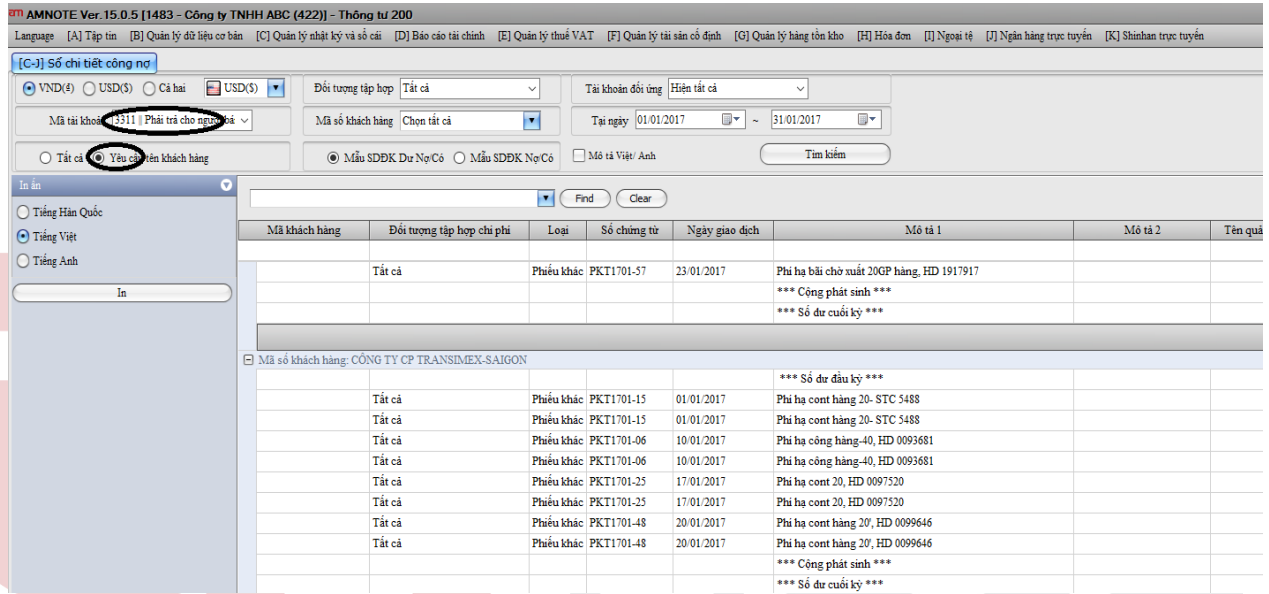 am AMNOTE Ver. 15.0.5 [1483 - Công ty TNHH ABC (422)] - Thông tư 200
Language [A] Tập tin [B] Quản lý dữ liệu cơ bản [C] Quản lý nhật ký và sổ cái [D] Báo cáo tài chính [E] Quản lý thuế VAT [F] Quản lý tài sản cố định [G] Quản lý hàng tồn kho [H] Hóa đơn [I] Ngoại tệ [J] Ngân hàng trực tuyến [K] Shinhan trực tuyến
[C-J] Sổ chi tiết công nợ
VND(₫) USD($) Cả hai USD($) Đối tượng tập hợp Tất cả Tài khoản đối ứng Hiện tất cả
Mã tài khoả 3311 || Phải trả cho người bá Mã số khách hàng Chọn tất cả Tại ngày 01/01/2017 ~ 31/01/2017
Tất cả Yêu cầu tên khách hàng Mẫu SDĐK Dư Nợ/Có Mẫu SDĐK Nợ/Có Mô tả Việt/ Anh Tìm kiếm
In ấn
Tiếng Hàn Quốc
Tiếng Việt
Tiếng Anh
In
Find Clear
Mã khách hàng Đối tượng tập hợp chi phí Loại Số chứng từ Ngày giao dịch Mô tả 1 Mô tả 2 Tên quả
Tất cả Phiếu khác PKT1701-57 23/01/2017 Phí hạ bãi chờ xuất 20GP hàng, HD 1917917
*** Cộng phát sinh ***
*** Số dư cuối kỳ ***
Mã số khách hàng: CÔNG TY CP TRANSIMEX-SAIGON
*** Số dư đầu kỳ ***
Tất cả Phiếu khác PKT1701-15 01/01/2017 Phí hạ cont hàng 20- STC 5488
Tất cả Phiếu khác PKT1701-15 01/01/2017 Phí hạ cont hàng 20- STC 5488
Tất cả Phiếu khác PKT1701-06 10/01/2017 Phí hạ công hàng-40, HD 0093681
Tất cả Phiếu khác PKT1701-06 10/01/2017 Phí hạ công hàng-40, HD 0093681
Tất cả Phiếu khác PKT1701-25 17/01/2017 Phí hạ cont 20, HD 0097520
Tất cả Phiếu khác PKT1701-25 17/01/2017 Phí hạ cont 20, HD 0097520
Tất cả Phiếu khác PKT1701-48 20/01/2017 Phí hạ cont hàng 20', HD 0099646
Tất cả Phiếu khác PKT1701-48 20/01/2017 Phí hạ cont hàng 20', HD 0099646
*** Cộng phát sinh ***
*** Số dư cuối kỳ ***